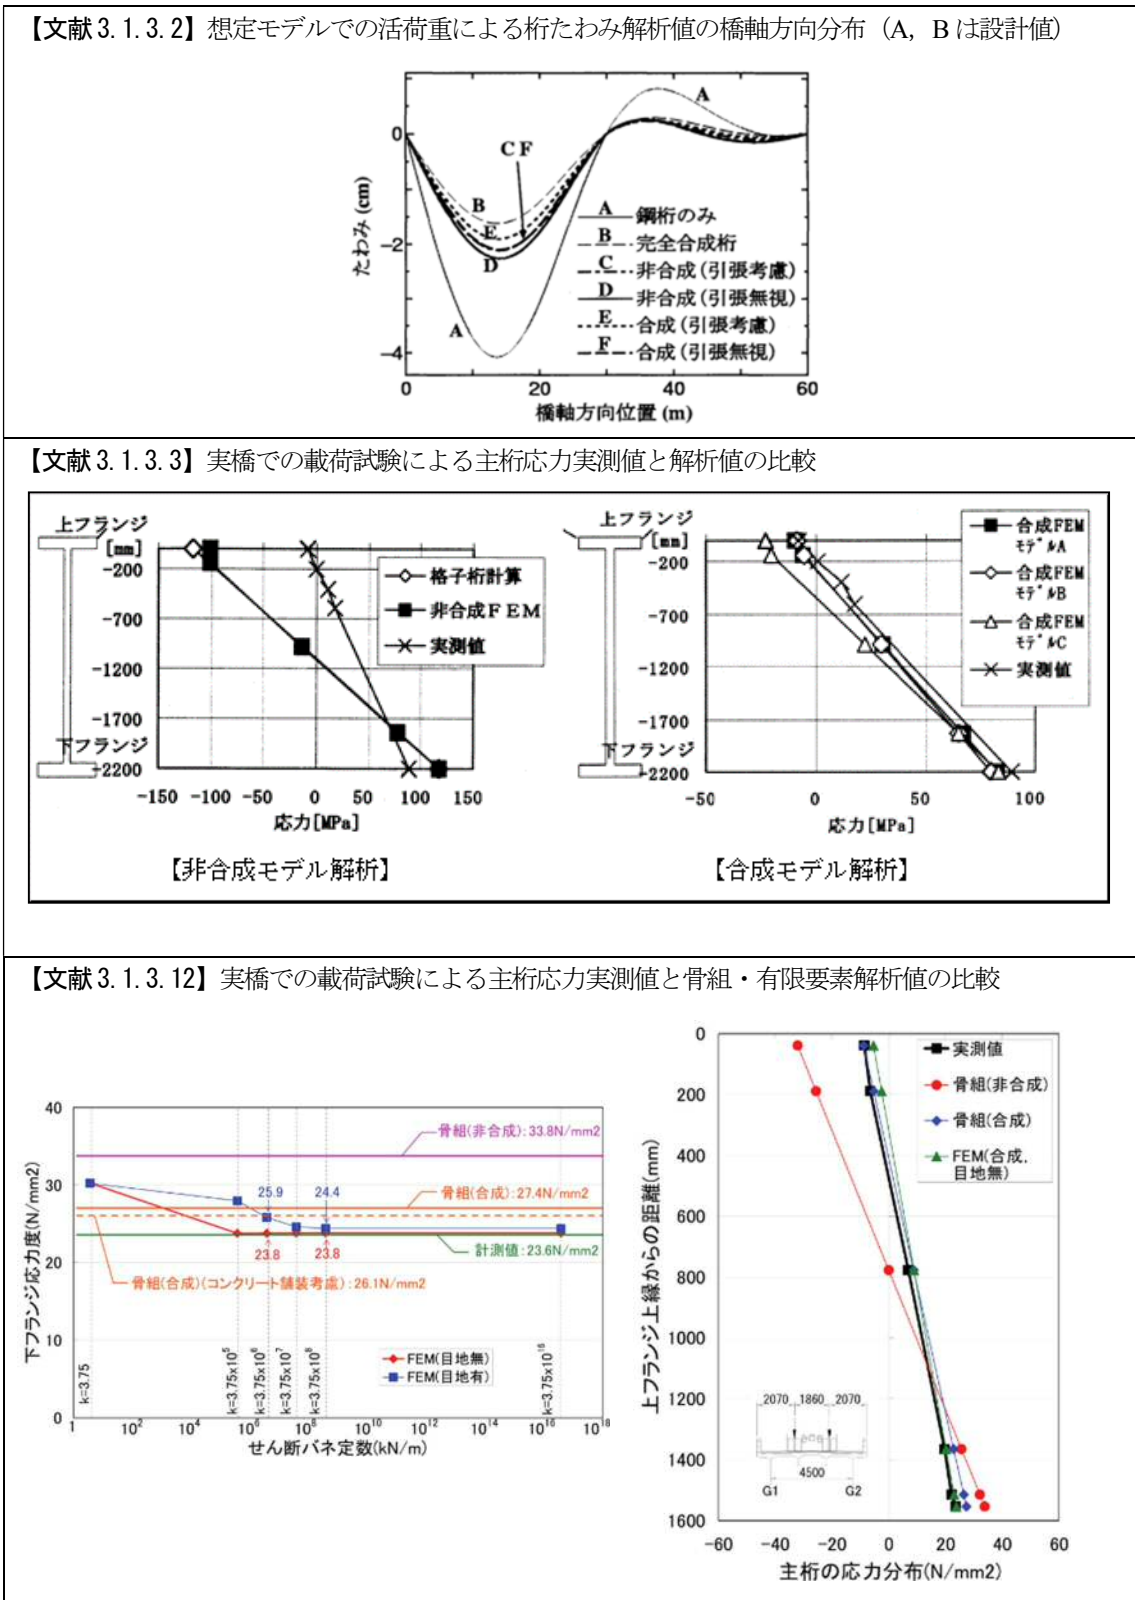 【文献3.1.3.2】想定モデルでの活荷重による桁たわみ解析値の橋軸方向分布（A，Bは設計値）
たわみ(cm)
0
−2
−4
0
20
40
60
橋軸方向位置(m)
A
C F
B
E
D
A
A 鋼桁のみ
B 完全合成桁
C 非合成(引張考慮)
D 非合成(引張無視)
E 合成(引張考慮)
F 合成(引張無視)
【文献3.1.3.3】実橋での載荷試験による主桁応力実測値と解析値の比較
上フランジ
[mm]
-200
-700
-1200
-1700
下フランジ
-2200
-150 -100 -50 0 50 100 150
応力[MPa]
格子桁計算
非合成FEM
実測値
【非合成モデル解析】
上フランジ
[mm]
-200
-700
-1200
-1700
下フランジ
-2200
-50 0 50 100
応力[MPa]
合成FEM
モデルA
合成FEM
モデルB
合成FEM
モデルC
実測値
【合成モデル解析】
【文献3.1.3.12】実橋での載荷試験による主桁応力実測値と骨組・有限要素解析値の比較
下フランジ応力度(N/mm2)
40
30
20
10
0
骨組(非合成):33.8N/mm2
25.9
24.4
骨組(合成):27.4N/mm2
23.8
23.8
計測値:23.6N/mm2
骨組(合成)(コンクリート舗装考慮):26.1N/mm2
k=3.75
k=3.75x10⁵
k=3.75x10⁶
k=3.75x10⁷
k=3.75x10⁸
k=3.75x10¹⁶
FEM(目地無)
FEM(目地有)
1 10² 10⁴ 10⁶ 10⁸ 10¹⁰ 10¹² 10¹⁴ 10¹⁶ 10¹⁸
せん断バネ定数(kN/m)
上フランジ上縁からの距離(mm)
0
200
400
600
800
1000
1200
1400
1600
実測値
骨組(非合成)
骨組(合成)
FEM(合成,
目地無)
2070 1860 2070
4500
G1 G2
-60 -40 -20 0 20 40 60
主桁の応力分布(N/mm2)